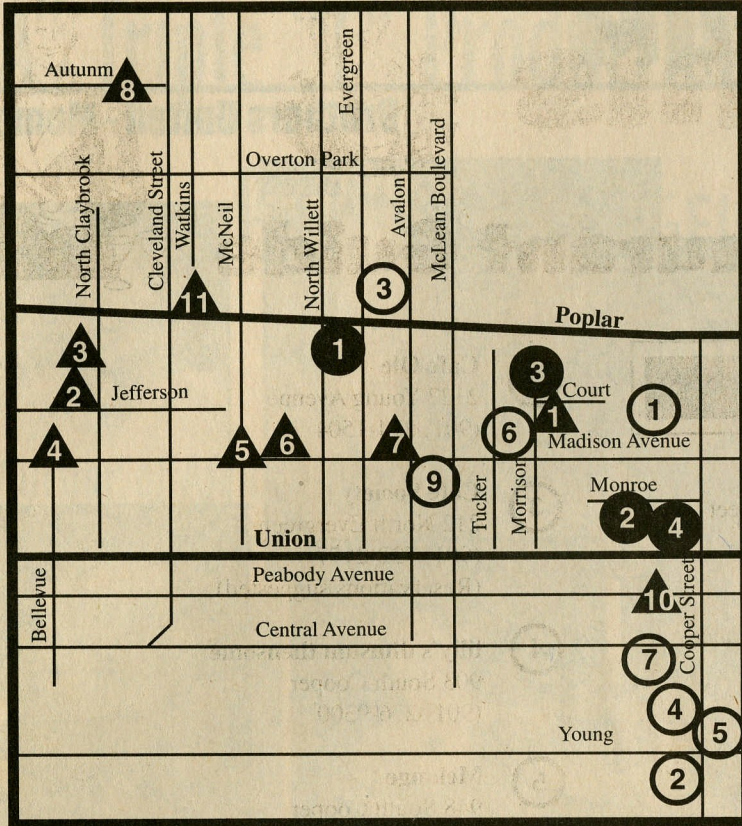 Autunm
8
Evergreen
Overton Park
North Claybrook
Cleveland Street
Watkins
McNeil
North Willett
Avalon
McLean Boulevard
11
3
Poplar
3
1
3
2
Jefferson
Court
1
1
4
5
6
7
6
Madison Avenue
9
Tucker
Morrison
Monroe
2
4
Union
Peabody Avenue
Bellevue
10
Cooper Street
Central Avenue
7
4
Young
5
2